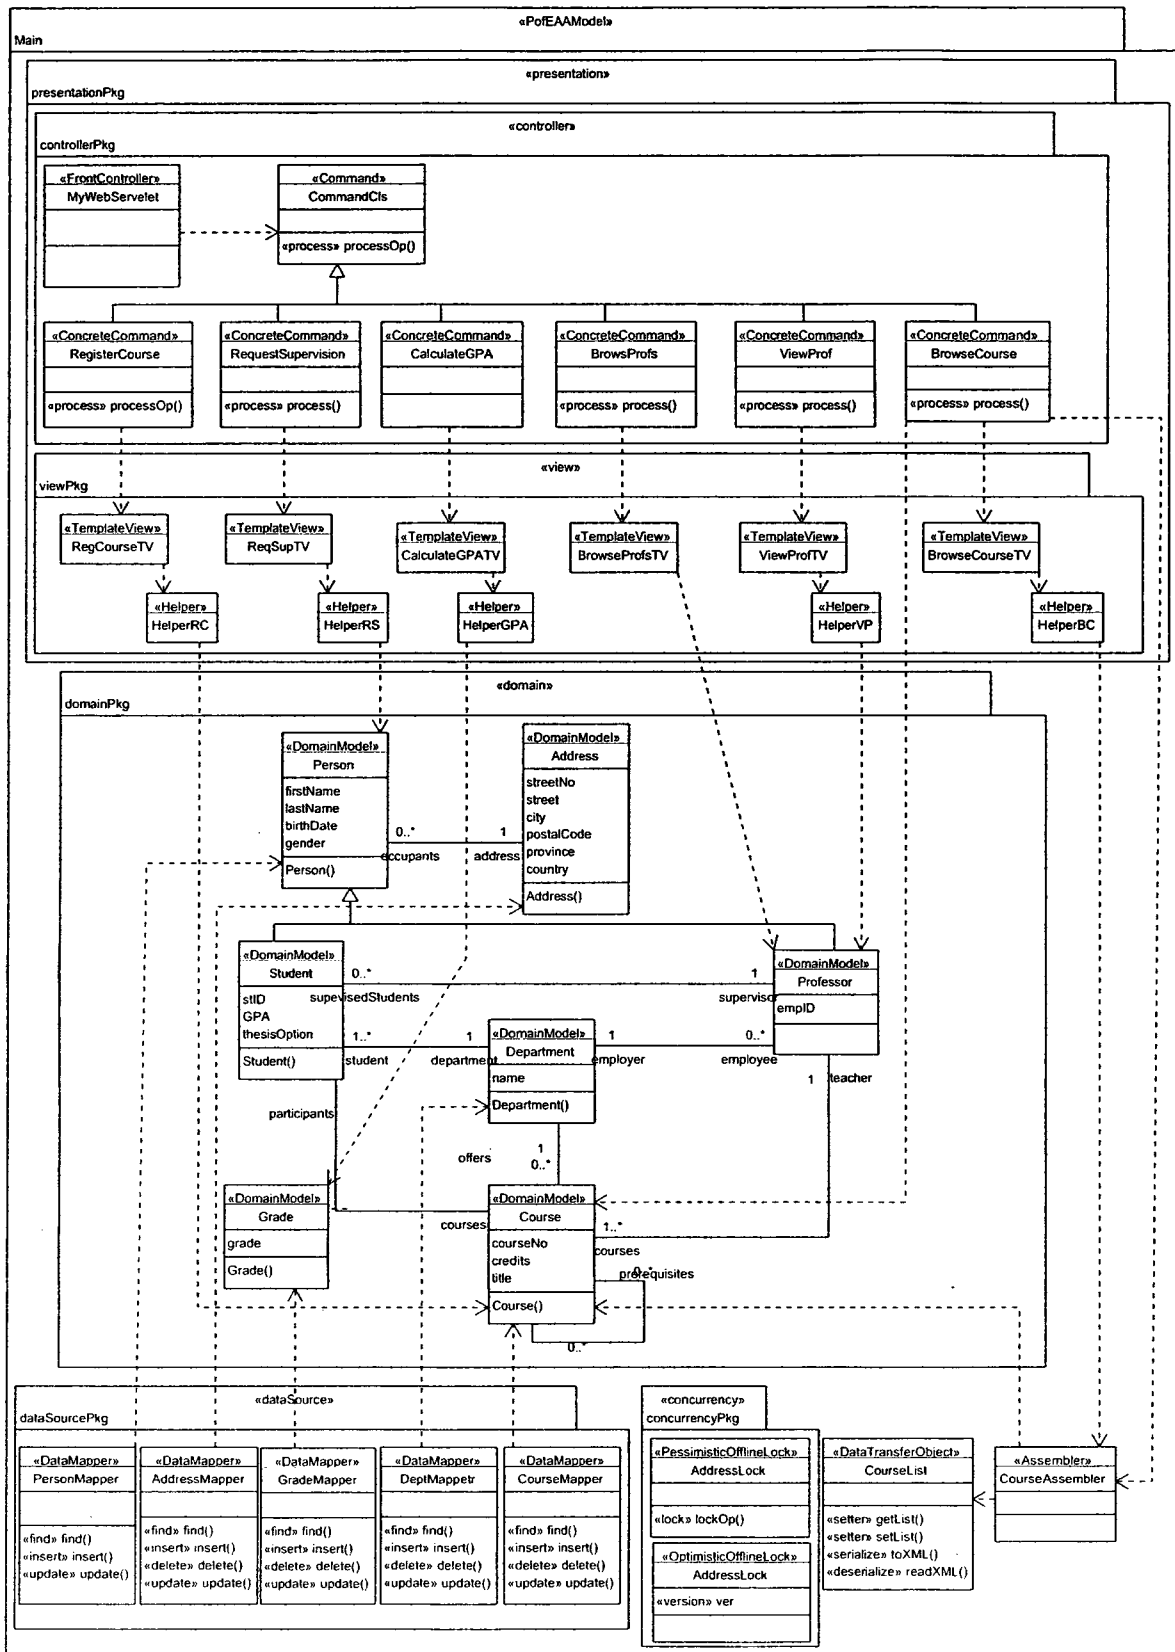 «PofEAAModel»
Main
«presentation»
presentationPkg
«controller»
controllerPkg
«FrontController»
MyWebServelet
«Command»
CommandCls
«process» processOp()
«ConcreteCommand»
RegisterCourse
«process» processOp()
«ConcreteCommand»
RequestSupervision
«process» process()
«ConcreteCommand»
CalculateGPA
«ConcreteCommand»
BrowsProfs
«process» process()
«ConcreteCommand»
ViewProf
«process» process()
«ConcreteCommand»
BrowseCourse
«process» process()
«view»
viewPkg
«TemplateView»
RegCourseTV
«TemplateView»
ReqSupTV
«TemplateView»
CalculateGPATV
«TemplateView»
BrowseProfsTV
«TemplateView»
ViewProfTV
«TemplateView»
BrowseCourseTV
«Helper»
HelperRC
«Helper»
HelperRS
«Helper»
HelperGPA
«Helper»
HelperVP
«Helper»
HelperBC
«domain»
domainPkg
«DomainModel»
Person
firstName
lastName
birthDate
gender
Person()
0..*
occupants
1
address
«DomainModel»
Address
streetNo
street
city
postalCode
province
country
Address()
«DomainModel»
Student
stID
GPA
thesisOption
Student()
0..*
supevisedStudents
1
supervisor
«DomainModel»
Professor
empID
1..*
student
1
department
«DomainModel»
Department
name
Department()
1
employer
0..*
employee
1
teacher
participants
offers
1
0..*
«DomainModel»
Grade
grade
Grade()
courses
«DomainModel»
Course
courseNo
credits
title
Course()
1..*
courses
0..*
prerequisites
0..*
«dataSource»
dataSourcePkg
«DataMapper»
PersonMapper
«find» find()
«insert» insert()
«update» update()
«DataMapper»
AddressMapper
«find» find()
«insert» insert()
«delete» delete()
«update» update()
«DataMapper»
GradeMapper
«find» find()
«insert» insert()
«delete» delete()
«update» update()
«DataMapper»
DeptMappetr
«find» find()
«insert» insert()
«delete» delete()
«update» update()
«DataMapper»
CourseMapper
«find» find()
«insert» insert()
«delete» delete()
«update» update()
«concurrency»
concurrencyPkg
«PessimisticOfflineLock»
AddressLock
«lock» lockOp()
«OptimisticOfflineLock»
AddressLock
«version» ver
«DataTransferObject»
CourseList
«setter» getList()
«setter» setList()
«serialize» toXML()
«deserialize» readXML()
«Assembler»
CourseAssembler